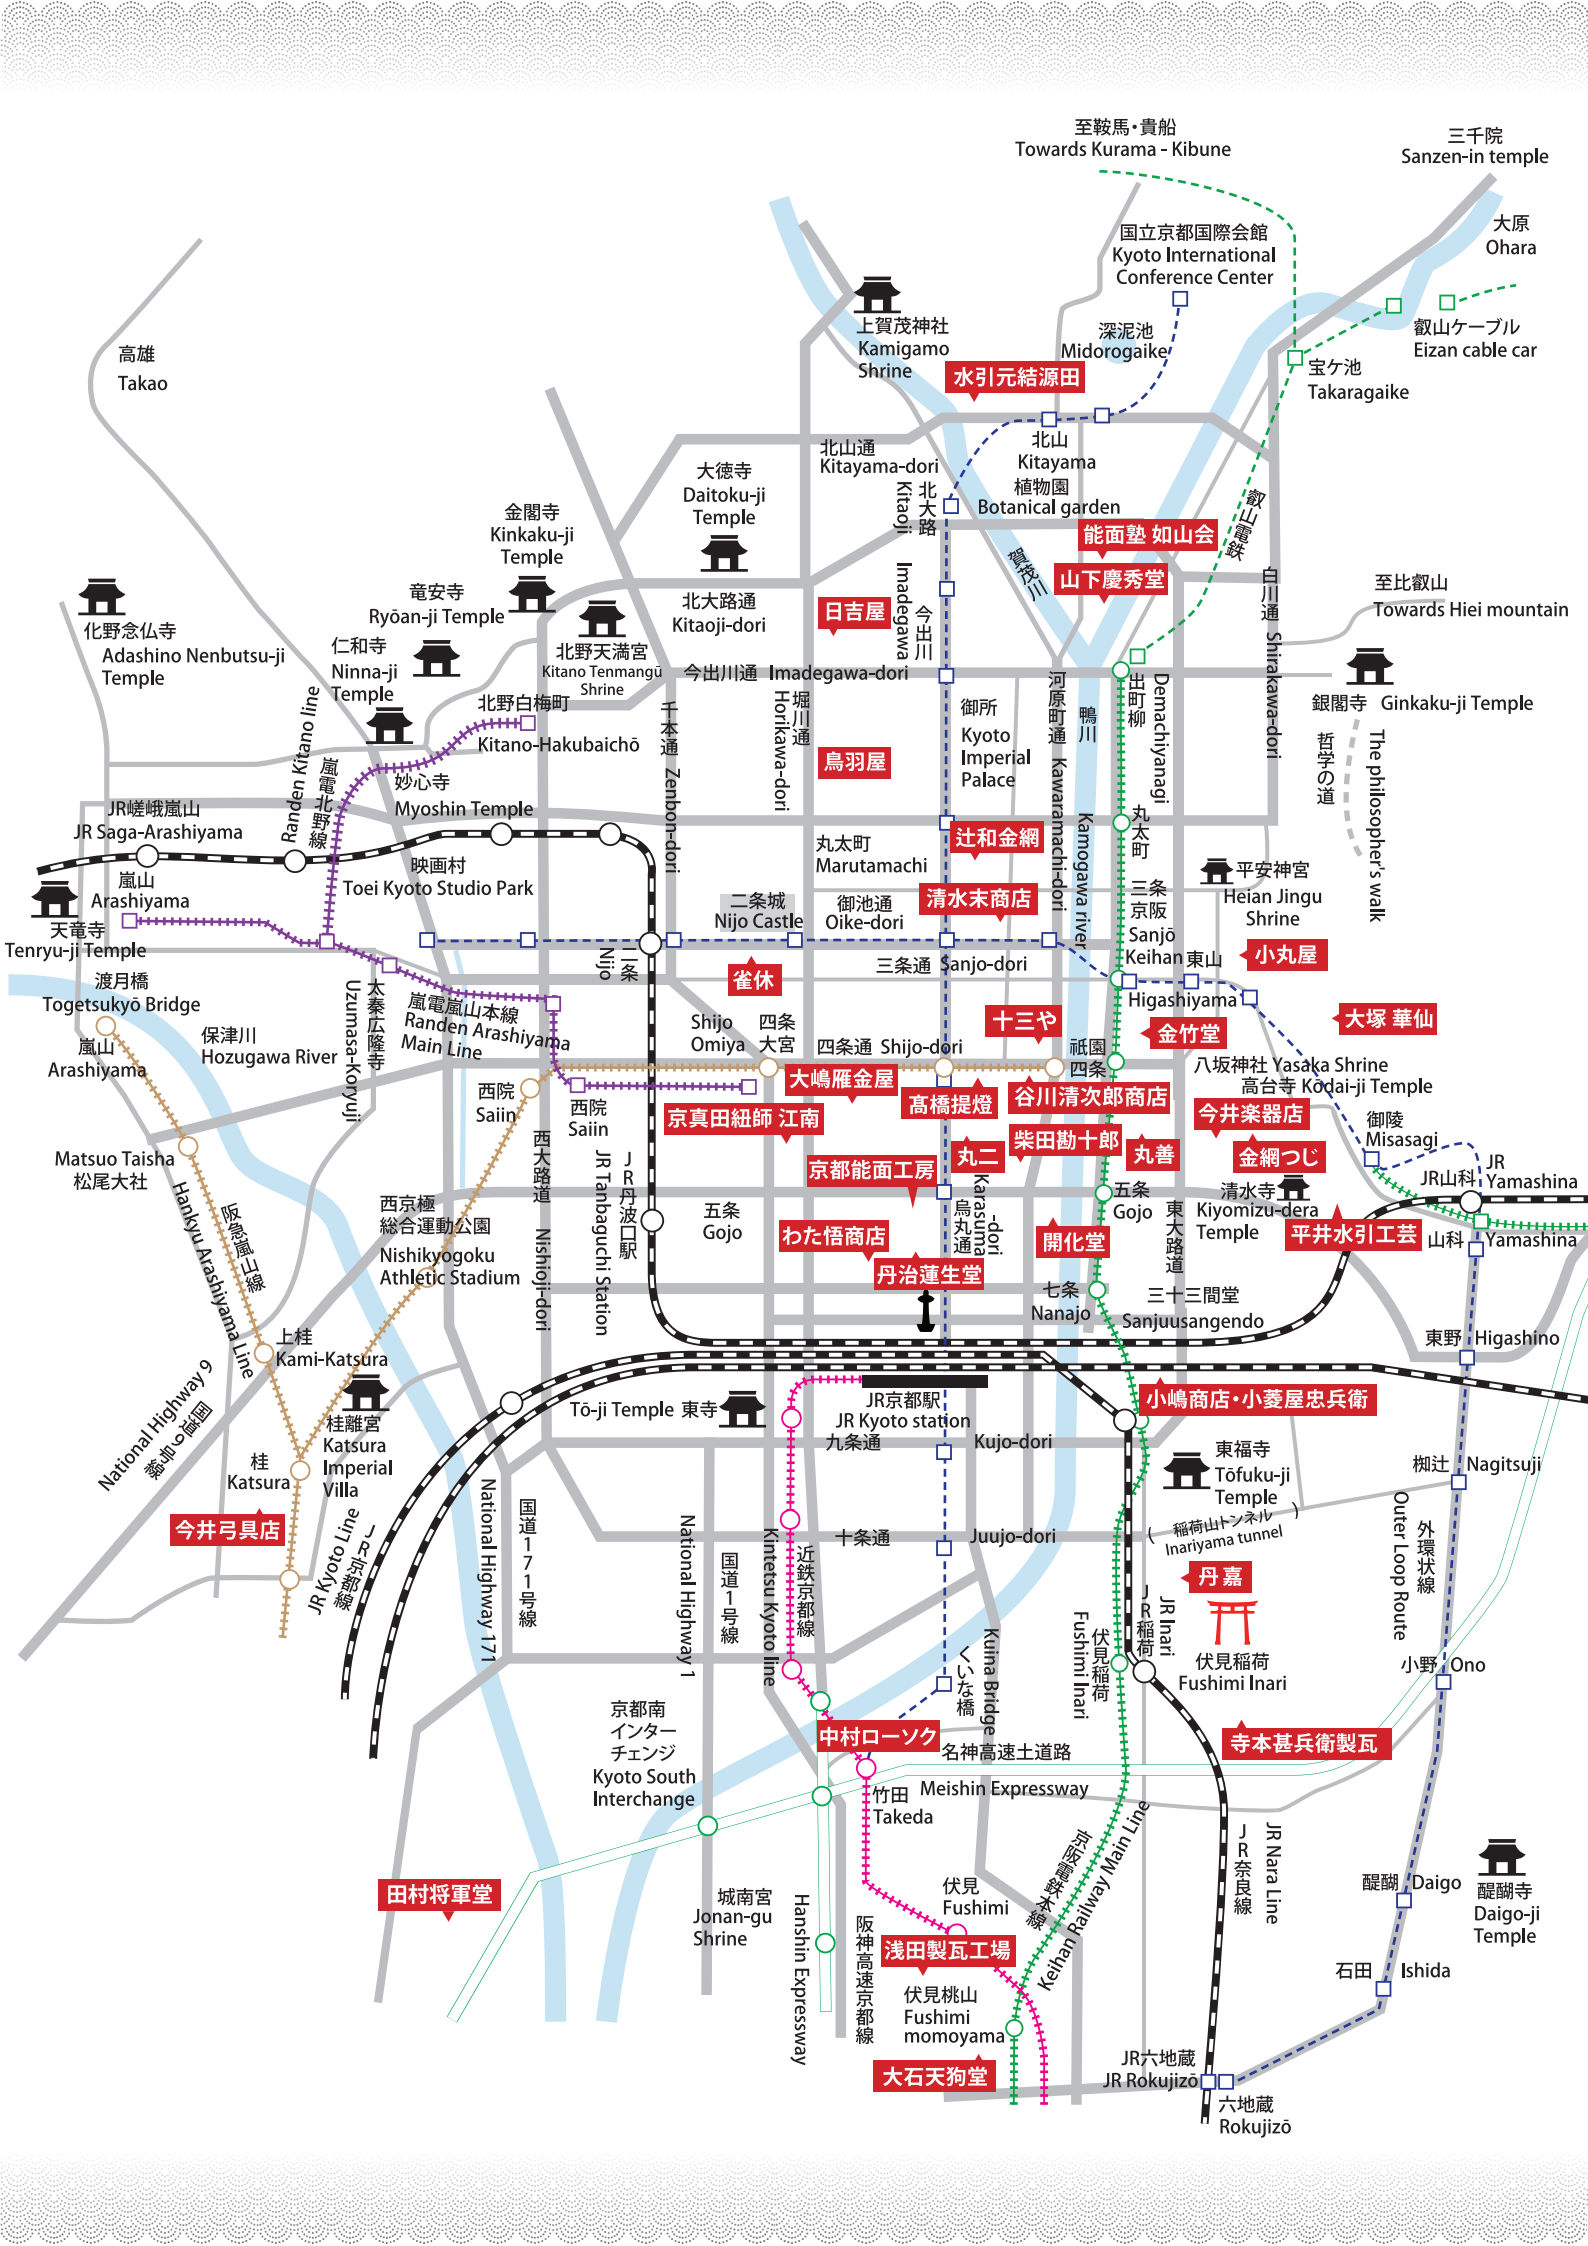 至鞍馬・貴船
Towards Kurama - Kibune
三千院
Sanzen-in temple
大原
Ohara
国立京都国際会館
Kyoto International
Conference Center
上賀茂神社
Kamigamo
Shrine
深泥池
Midorogaike
叡山ケーブル
Eizan cable car
高雄
Takao
宝ケ池
Takaragaike
水引元結源田
北山通
Kitayama-dori
北山
Kitayama
植物園
Botanical garden
大徳寺
Daitoku-ji
Temple
北大路
Kitaoji
叡山電鉄
金閣寺
Kinkaku-ji
Temple
能面塾 如山会
山下慶秀堂
賀茂川
竜安寺
Ryōan-ji Temple
北大路通
Kitaoji-dori
日吉屋
今出川
Imadegawa
白川通 Shirakawa-dori
至比叡山
Towards Hiei mountain
化野念仏寺
Adashino Nenbutsu-ji
Temple
仁和寺
Ninna-ji
Temple
北野天満宮
Kitano Tenmangū
Shrine
今出川通 Imadegawa-dori
銀閣寺 Ginkaku-ji Temple
北野白梅町
Kitano-Hakubaichō
千本通 Zenbon-dori
堀川通
Horikawa-dori
御所
Kyoto
Imperial
Palace
河原町通 Kawaramachi-dori
鴨川
Kamogawa river
出町柳
Demachiyanagi
哲学の道
The philosopher's walk
嵐電北野線
Randen Kitano line
鳥羽屋
妙心寺
Myoshin Temple
JR嵯峨嵐山
JR Saga-Arashiyama
丸太町
Marutamachi
辻和金網
丸太町
映画村
Toei Kyoto Studio Park
嵐山
Arashiyama
天竜寺
Tenryu-ji Temple
二条城
Nijo Castle
御池通
Oike-dori
清水末商店
三条
京阪
Sanjō
Keihan
平安神宮
Heian Jingu
Shrine
二条
Nijo
雀休
三条通 Sanjo-dori
東山
Higashiyama
小丸屋
渡月橋
Togetsukyō Bridge
太秦広隆寺
Uzumasa-Koryuji
嵐電嵐山本線
Randen Arashiyama
Main Line
保津川
Hozugawa River
嵐山
Arashiyama
Shijo
Omiya
四条
大宮
四条通 Shijo-dori
十三や
祇園
四条
金竹堂
大塚 華仙
八坂神社 Yasaka Shrine
高台寺 Kōdai-ji Temple
西院
Saiin
西院
Saiin
大嶋雁金屋
京真田紐師 江南
髙橋提燈
谷川清次郎商店
今井楽器店
御陵
Misasagi
Matsuo Taisha
松尾大社
西大路道
Nishioji-dori
JR丹波口駅
JR Tanbaguchi Station
京都能面工房
丸二
柴田勘十郎
丸善
金網つじ
JR山科
JR
Yamashina
西京極
総合運動公園
Nishikyogoku
Athletic Stadium
五条
Gojo
わた悟商店
烏丸通
Karasuma
-dori
開化堂
五条
Gojo
東大路道
清水寺
Kiyomizu-dera
Temple
平井水引工芸
山科
Yamashina
阪急嵐山線
Hankyu Arashiyama Line
丹治蓮生堂
七条
Nanajo
三十三間堂
Sanjuusangendo
上桂
Kami-Katsura
東野 Higashino
National Highway 9
国道9号線
桂離宮
Katsura
Imperial
Villa
Tō-ji Temple 東寺
JR京都駅
JR Kyoto station
小嶋商店・小菱屋忠兵衛
九条通
Kujo-dori
桂
Katsura
東福寺
Tōfuku-ji
Temple
椥辻 Nagitsuji
今井弓具店
JR Kyoto Line
JR京都線
National Highway 171
国道171号線
National Highway 1
国道1号線
Kintetsu Kyoto line
近鉄京都線
十条通
Juujo-dori
( 稲荷山トンネル )
Inariyama tunnel
外環状線
Outer Loop Route
丹嘉
JR稲荷
JR Inari
伏見稲荷
Fushimi Inari
伏見稲荷
Fushimi Inari
くいな橋
Kuina Bridge
小野 Ono
京都南
インター
チェンジ
Kyoto South
Interchange
中村ローソク
名神高速土道路
Meishin Expressway
寺本甚兵衛製瓦
竹田
Takeda
京阪電鉄本線
Keihan Railway Main Line
JR奈良線
JR Nara Line
田村将軍堂
城南宮
Jonan-gu
Shrine
Hanshin Expressway
阪神高速京都線
伏見
Fushimi
浅田製瓦工場
醍醐 Daigo
醍醐寺
Daigo-ji
Temple
石田 Ishida
伏見桃山
Fushimi
momoyama
大石天狗堂
JR六地蔵
JR Rokujizō
六地蔵
Rokujizō